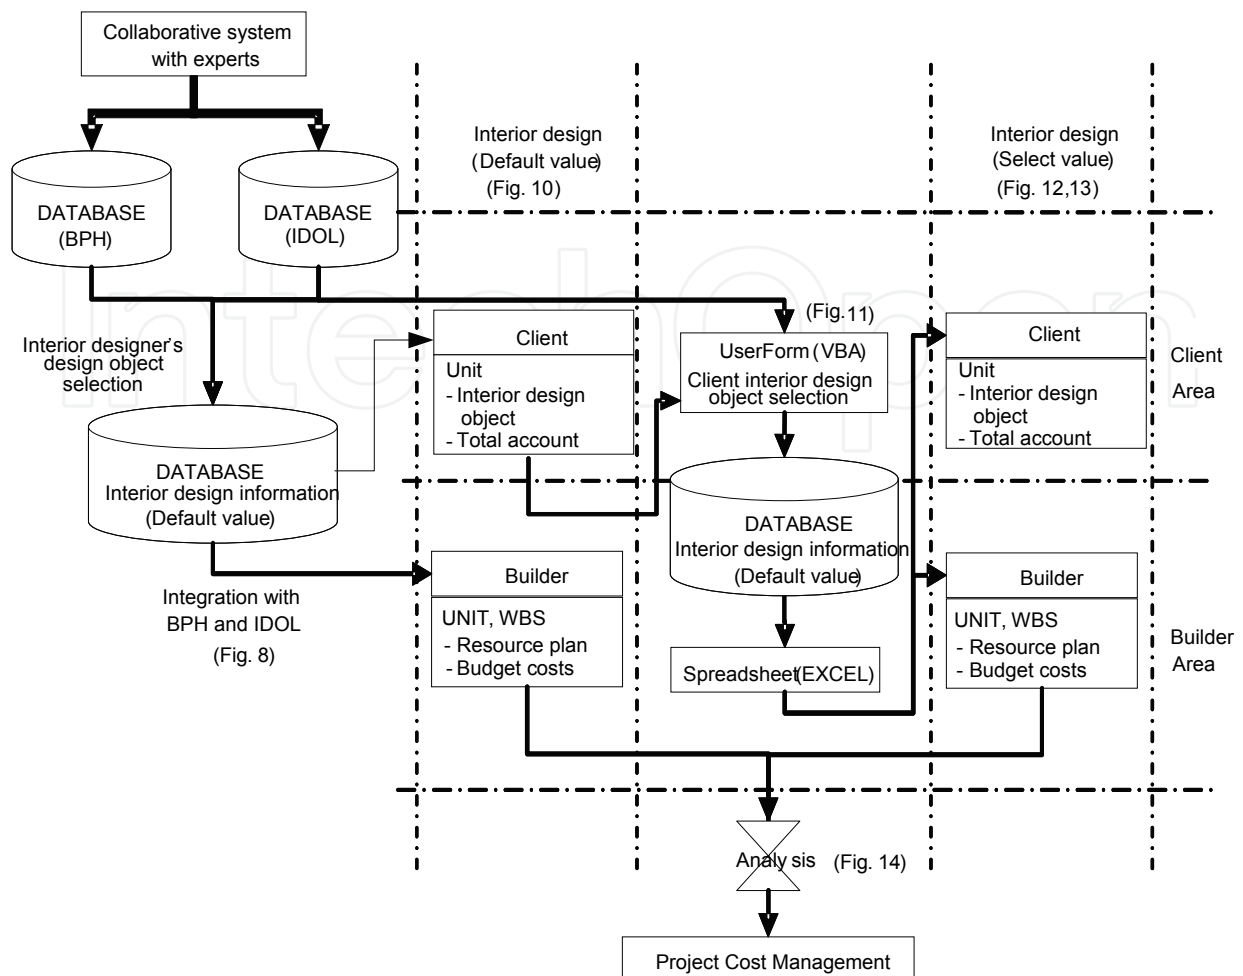 Collaborative system
with experts
Interior design
(Default value)
(Fig. 10)
Interior design
(Select value)
(Fig. 12,13)
DATABASE
(BPH)
DATABASE
(IDOL)
IntechOpen
(Fig.11)
Interior designer's
design object
selection
Client
Unit
- Interior design
object
- Total account
UserForm (VBA)
Client interior design
object selection
Client
Unit
- Interior design
object
- Total account
Client
Area
DATABASE
Interior design information
(Default value)
DATABASE
Interior design information
(Default value)
Integration with
BPH and IDOL
(Fig. 8)
Builder
UNIT, WBS
- Resource plan
- Budget costs
Spreadsheet(EXCEL)
Builder
UNIT, WBS
- Resource plan
- Budget costs
Builder
Area
Analy sis
(Fig. 14)
Project Cost Management